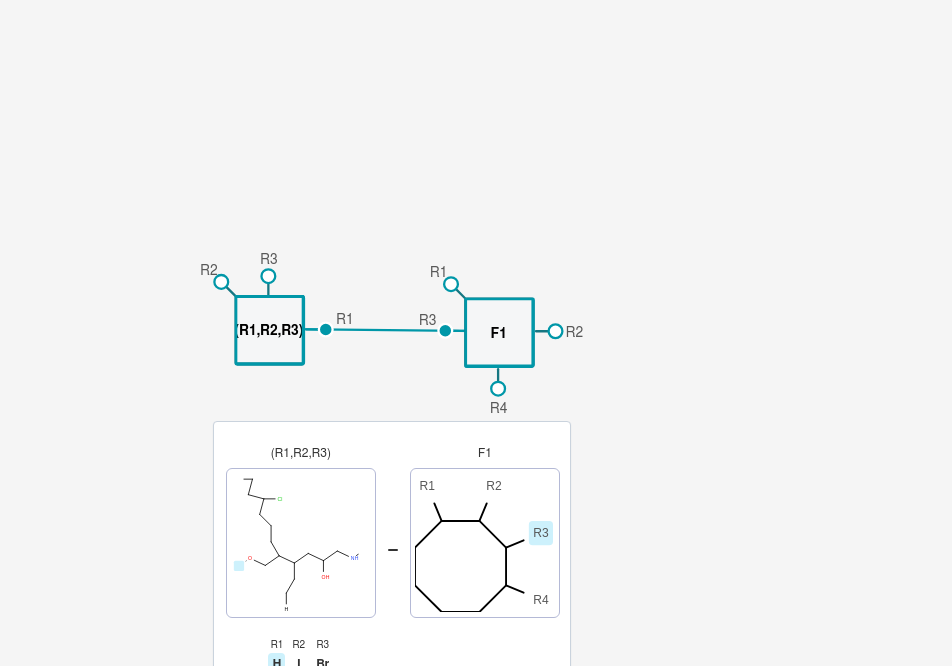 R3
R2
R1
(R1,R2,R3)
R1
R3
F1
R2
R4
(R1,R2,R3)
F1
R1
R2
Cl
R3
O
NH
OH
R4
H
R1 R2 R3
H I Br